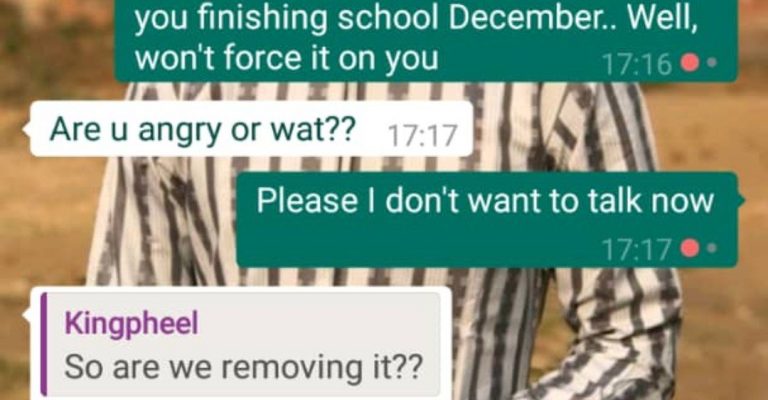 you finishing school December.. Well,
won't force it on you
17:16
Are u angry or wat??
17:17
Please I don't want to talk now
17:17
Kingpheel
So are we removing it??